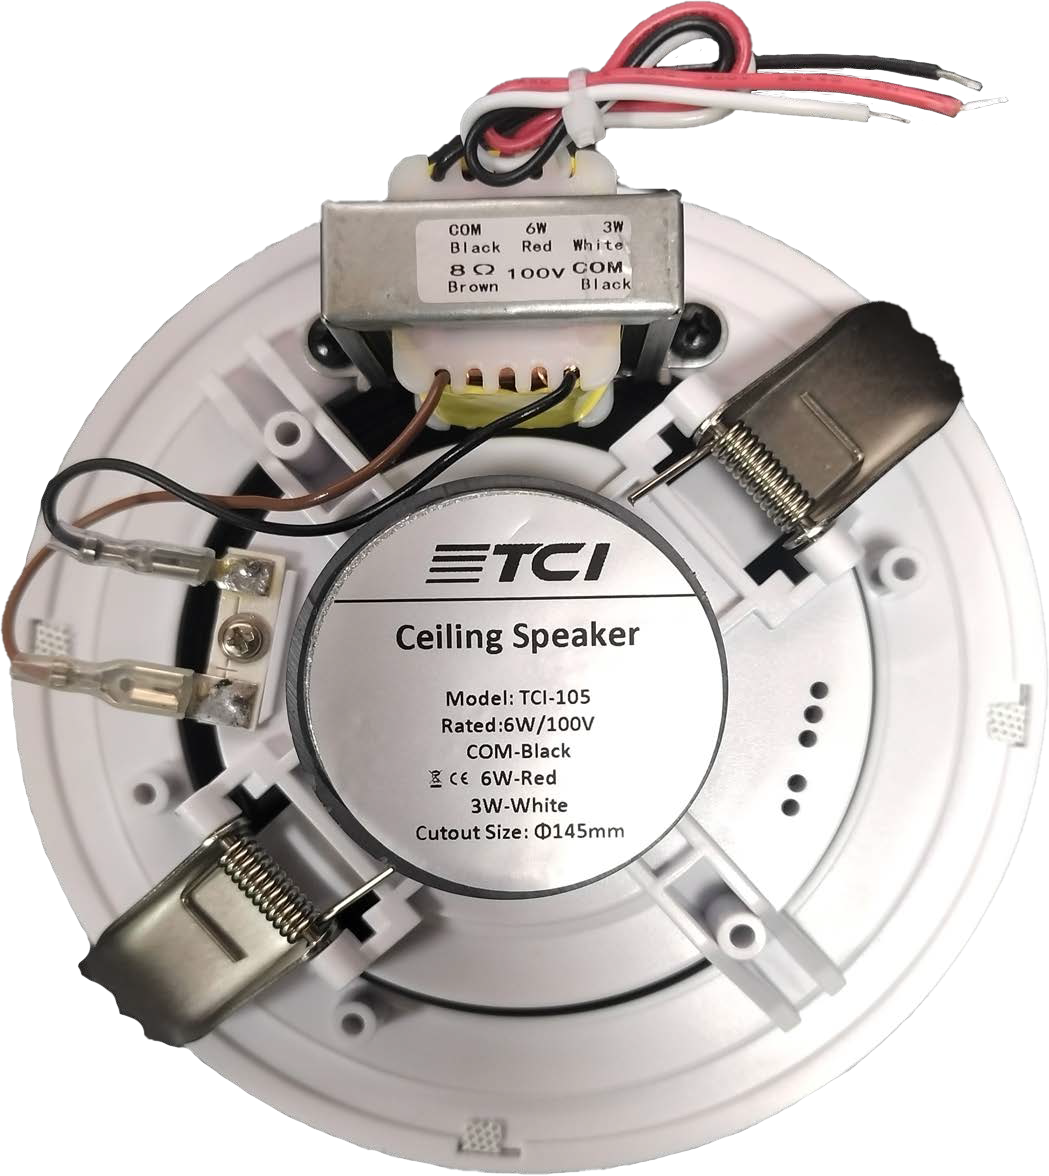 COM 6W 3W
Black Red White
8Ω 100V COM
Brown Black
TCI
Ceiling Speaker
Model: TCI-105
Rated:6W/100V
COM-Black
CE 6W-Red
3W-White
Cutout Size: Φ145mm